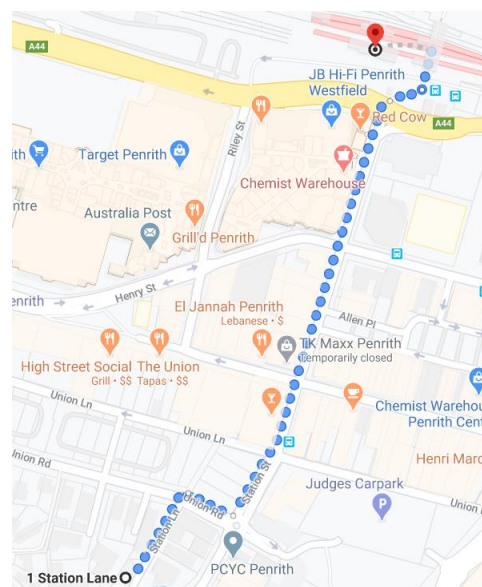 A44
JB Hi-Fi Penrith
Westfield
Red Cow
A44
Target Penrith
Riley St
Chemist Warehouse
ntre
Australia Post
Grill'd Penrith
Henry St
enrith
El Jannah Penrith
Lebanese • $
Allen Pl
TK Maxx Penrith
Temporarily closed
High Street Social
Grill • $$
The Union
Tapas • $$
Chemist Warehou
Penrith Cent
Union Ln
Union Ln
Henri Marc
Union Rd
Station St
Judges Carpark
P
Union Ln
Union Rd
Station Ln
PCYC Penrith
1 Station Lane